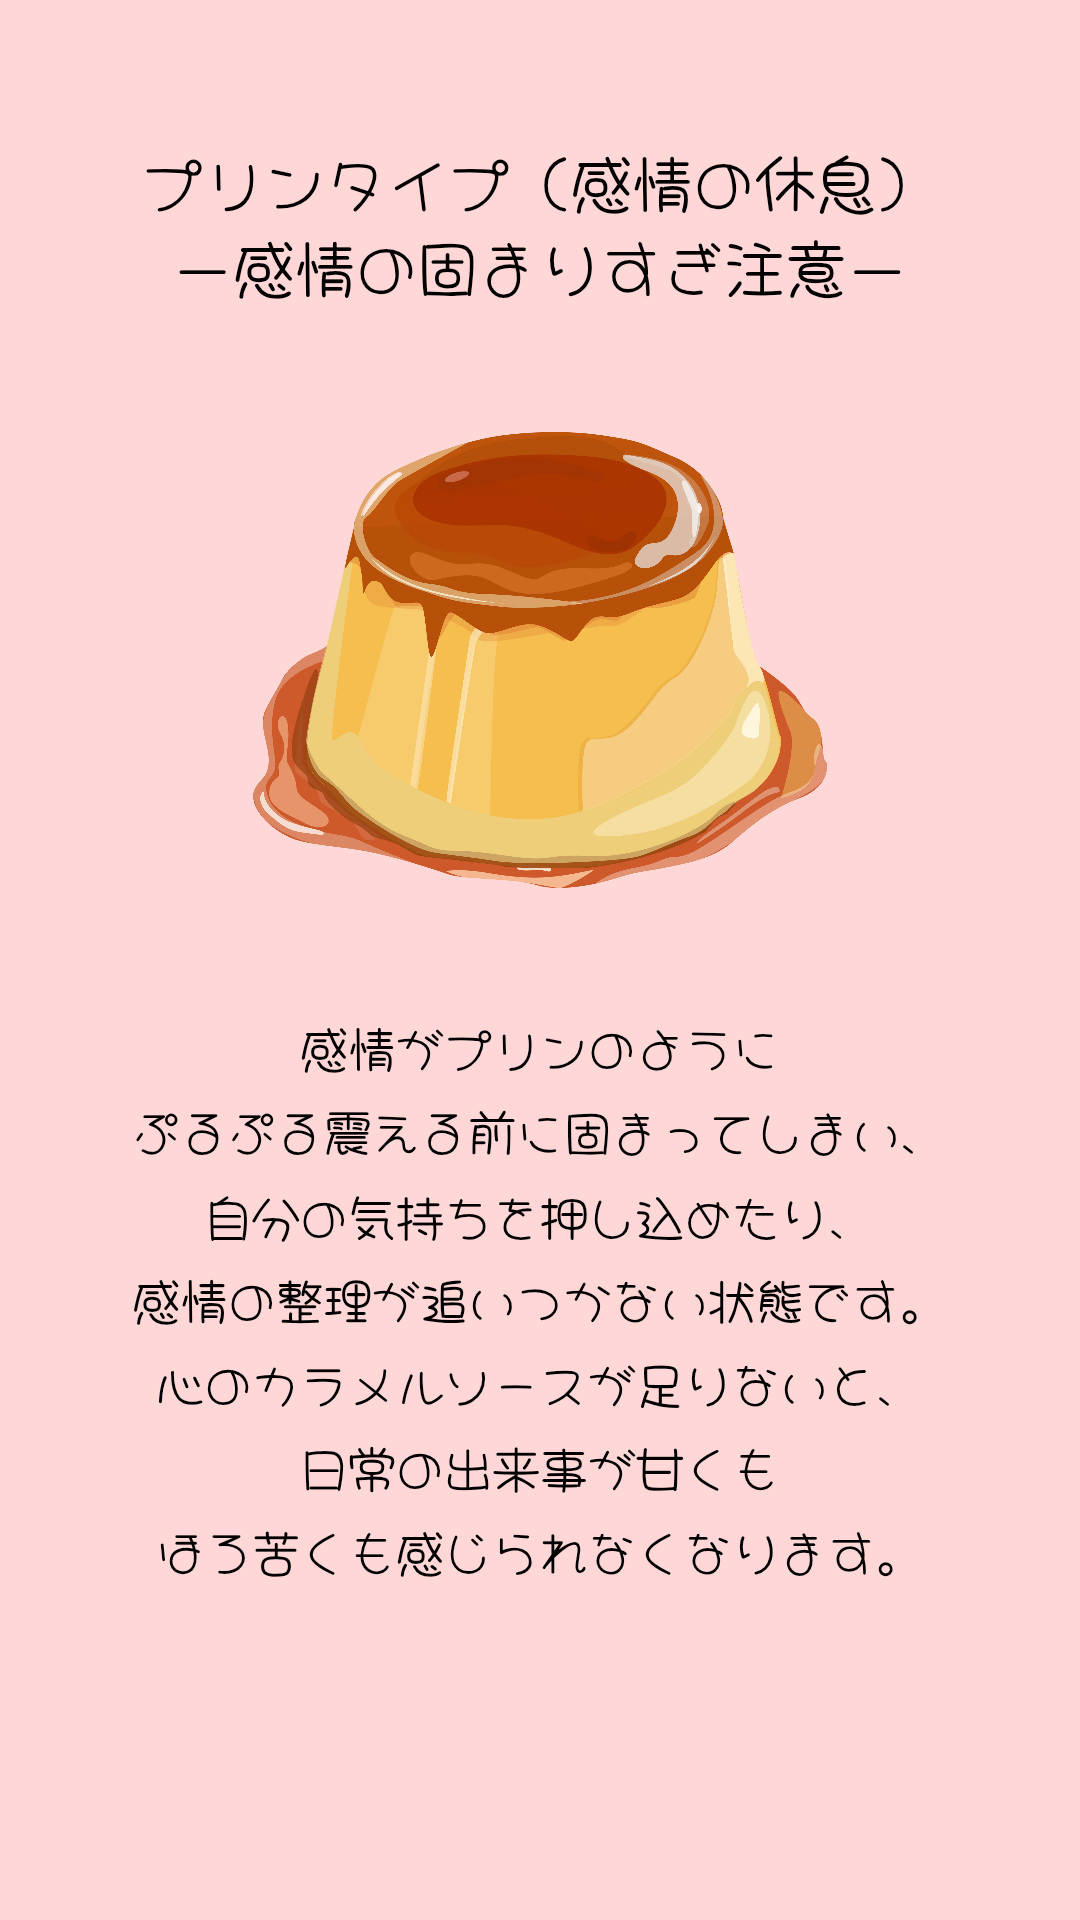 プリンタイプ（感情の休息）
ー感情の固まりすぎ注意ー
感情がプリンのように
ぷるぷる震える前に固まってしまい、
自分の気持ちを押し込めたり、
感情の整理が追いつかない状態です。
心のカラメルソースが足りないと、
日常の出来事が甘くも
ほろ苦くも感じられなくなります。